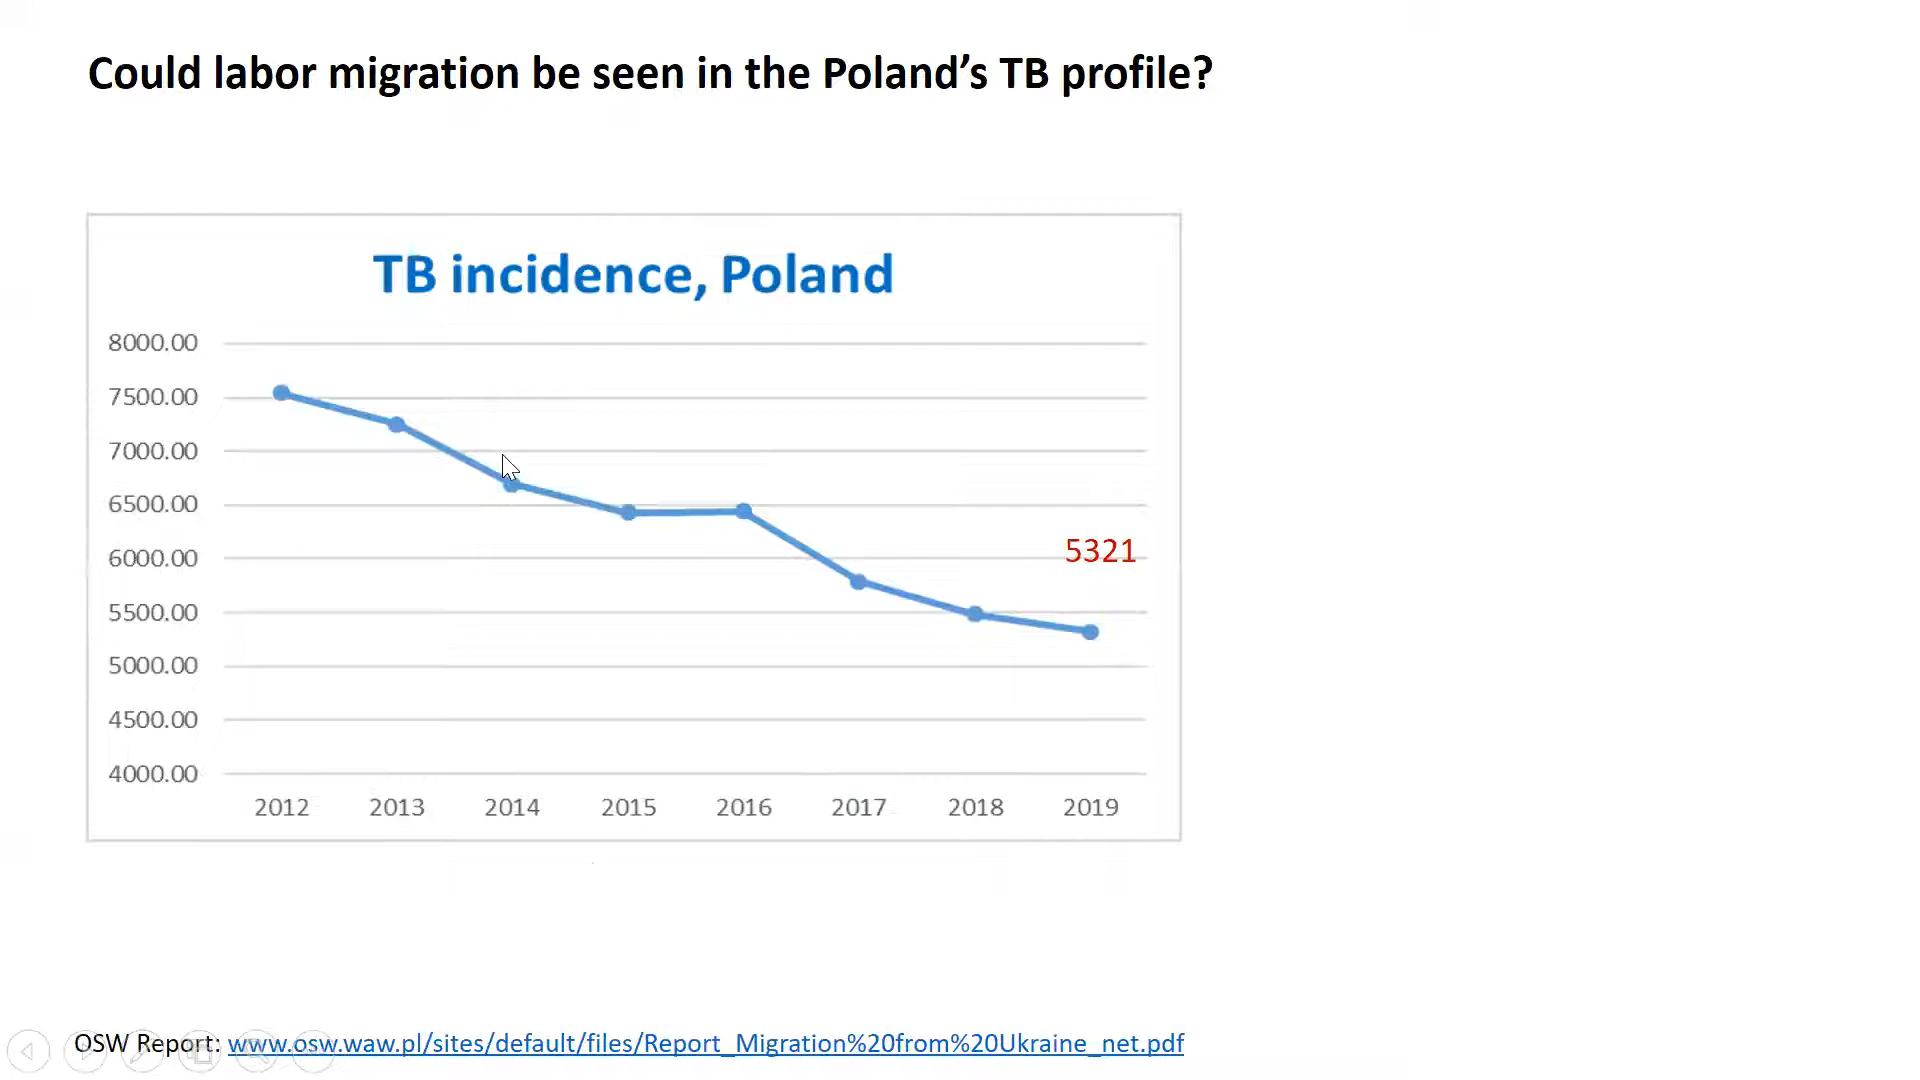 Could labor migration be seen in the Poland’s TB profile?
TB incidence, Poland
8000.00
7500.00
7000.00
6500.00
6000.00
5500.00
5000.00
4500.00
4000.00
5321
2012 2013 2014 2015 2016 2017 2018 2019
OSW Report: www.osw.waw.pl/sites/default/files/Report_Migration%20from%20Ukraine_net.pdf